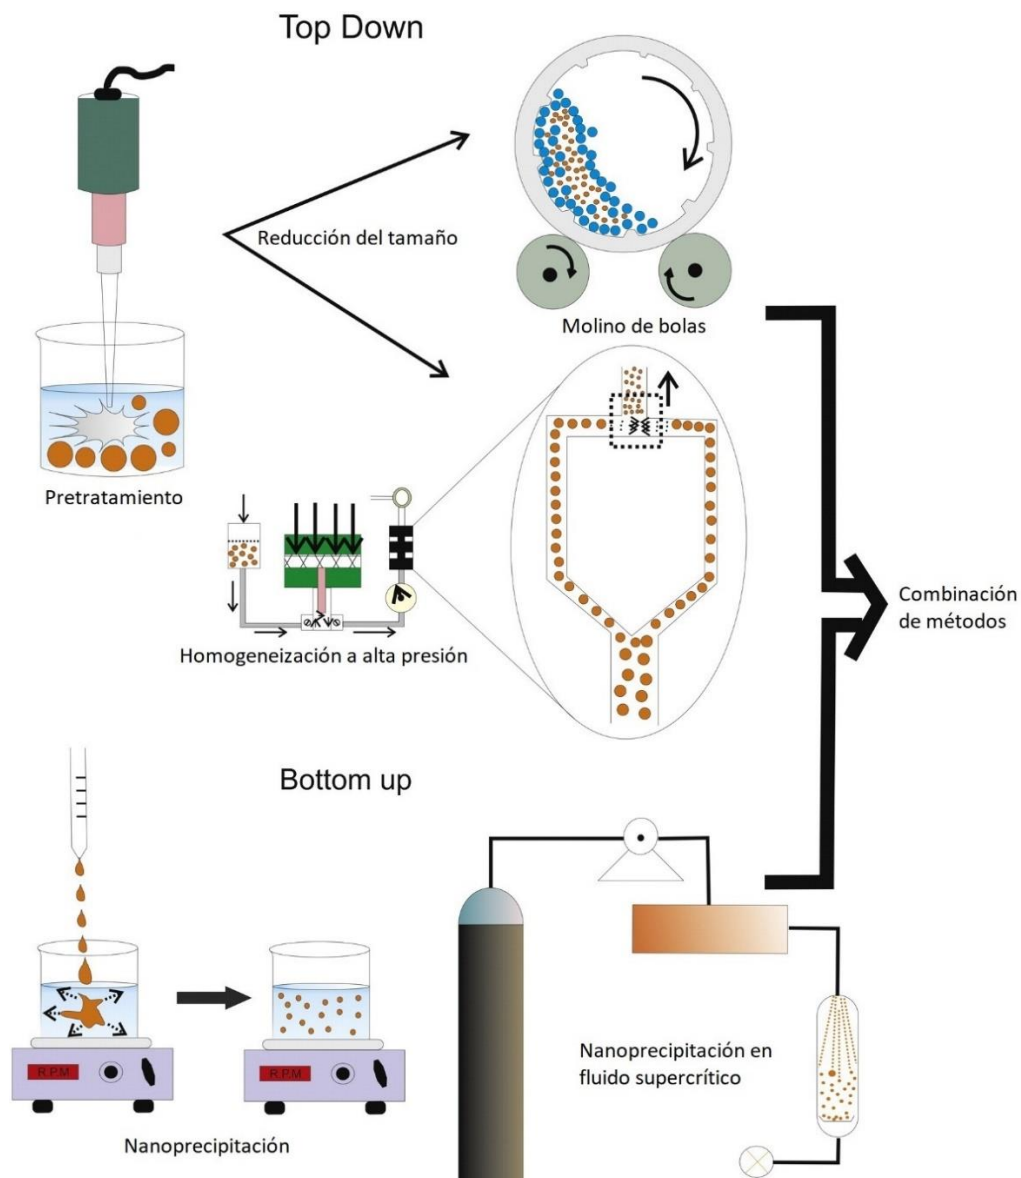 Top Down
Reducción del tamaño
Molino de bolas
Pretratamiento
Homogeneización a alta presión
Combinación
de métodos
Bottom up
R.P.M
R.P.M
Nanoprecipitación
Nanoprecipitación en
fluido supercrítico